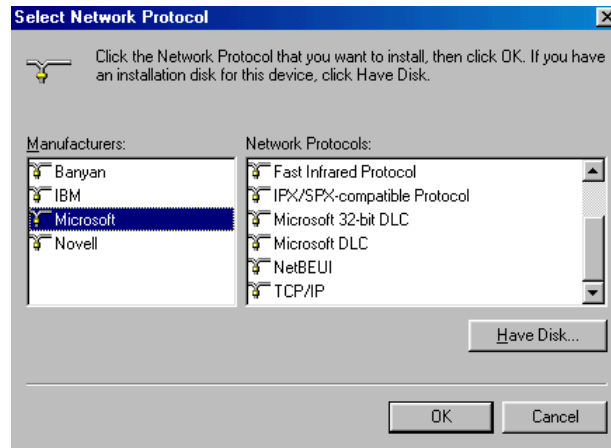 Select Network Protocol
Click the Network Protocol that you want to install, then click OK. If you have
an installation disk for this device, click Have Disk.
Manufacturers:
Banyan
IBM
Microsoft
Novell
Network Protocols:
Fast Infrared Protocol
IPX/SPX-compatible Protocol
Microsoft 32-bit DLC
Microsoft DLC
NetBEUI
TCP/IP
Have Disk...
OK
Cancel